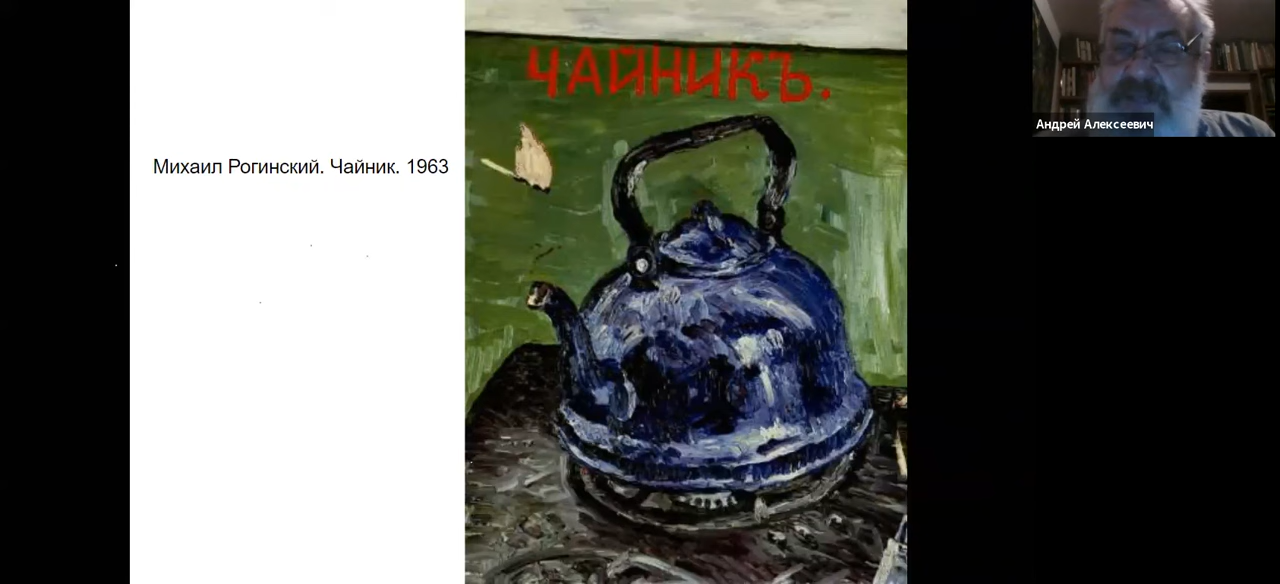 ЧАЙНИКЪ.
Михаил Рогинский. Чайник. 1963
Андрей Алексеевич